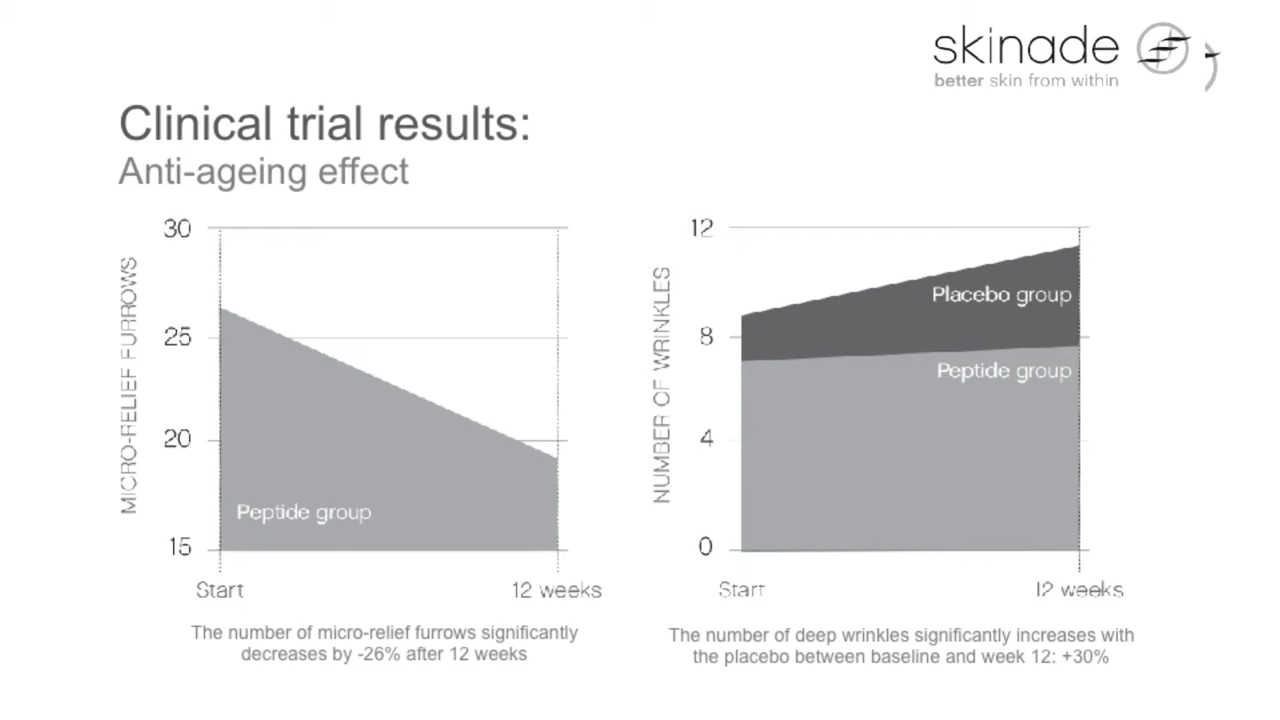 skinade
better skin from within
Clinical trial results:
Anti-ageing effect
MICRO-RELIEF FURROWS
30
25
20
15
Peptide group
Start
12 weeks
The number of micro-relief furrows significantly
decreases by -26% after 12 weeks
NUMBER OF WRINKLES
12
8
4
0
Placebo group
Peptide group
Start
12 weeks
The number of deep wrinkles significantly increases with
the placebo between baseline and week 12: +30%